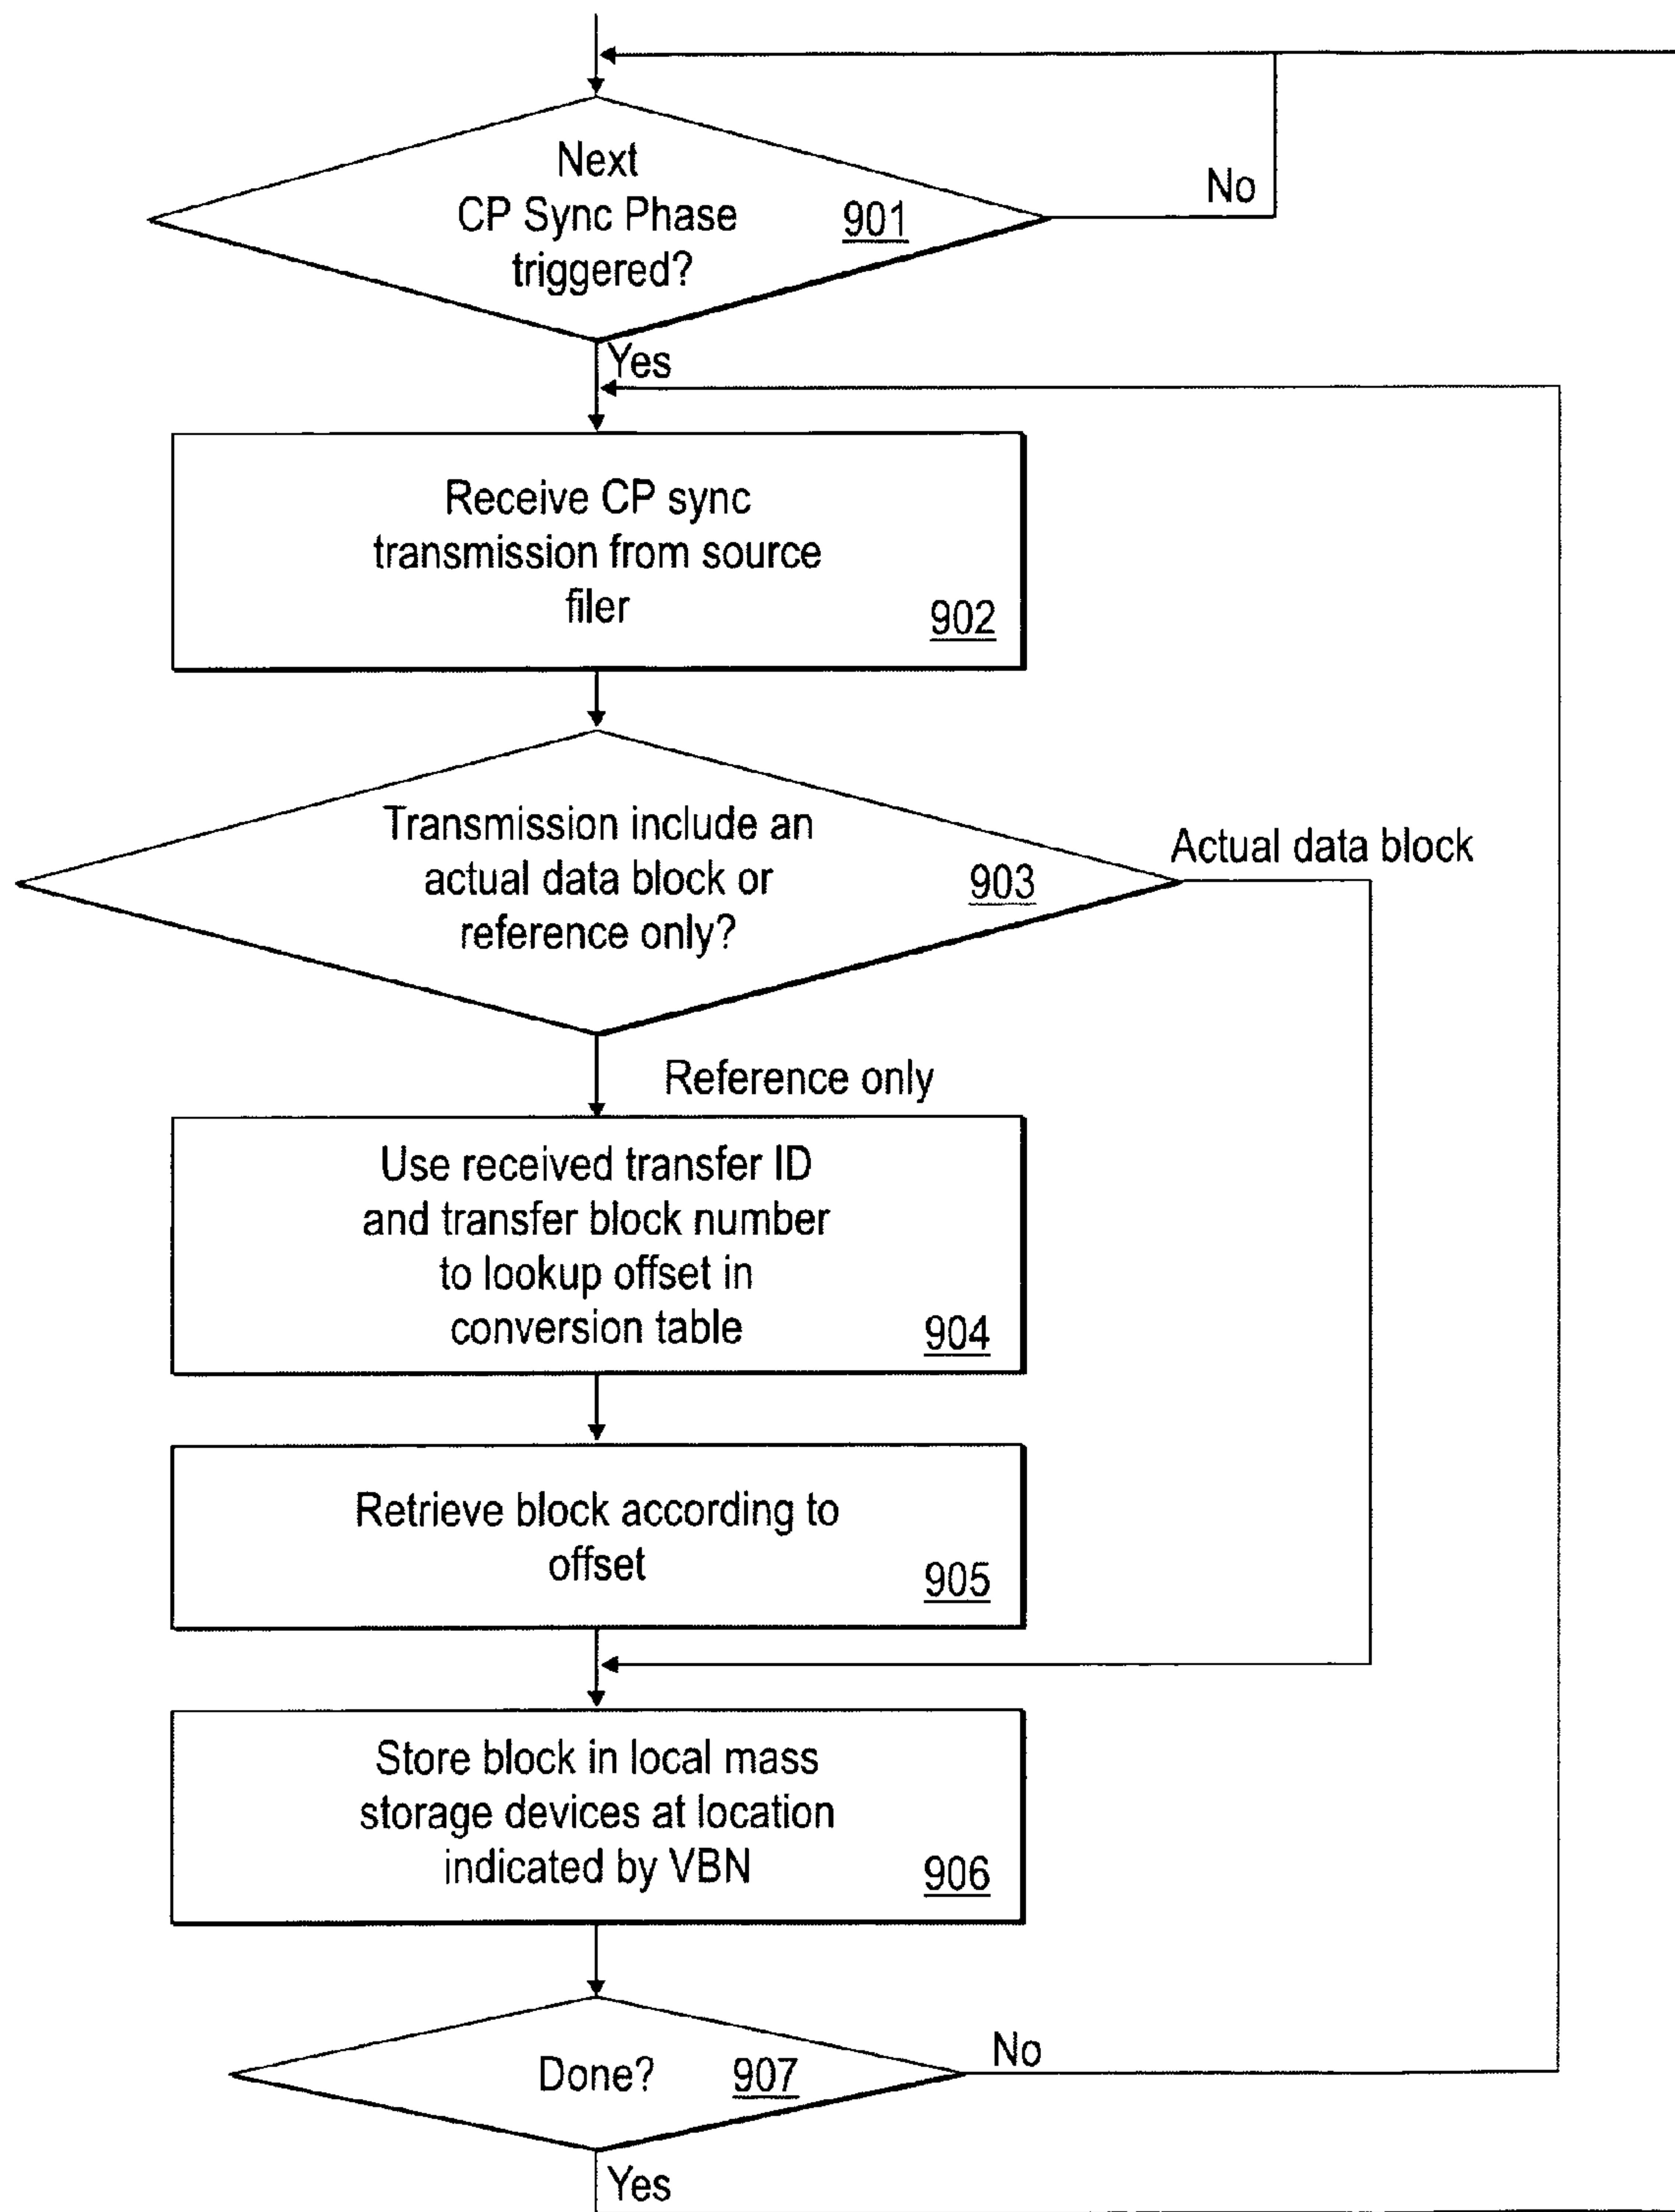 Next
CP Sync Phase
triggered?
901
No
Yes
Receive CP sync
transmission from source
filer
902
Transmission include an
actual data block or
reference only?
903
Actual data block
Reference only
Use received transfer ID
and transfer block number
to lookup offset in
conversion table
904
Retrieve block according to
offset
905
Store block in local mass
storage devices at location
indicated by VBN
906
Done?
907
No
Yes